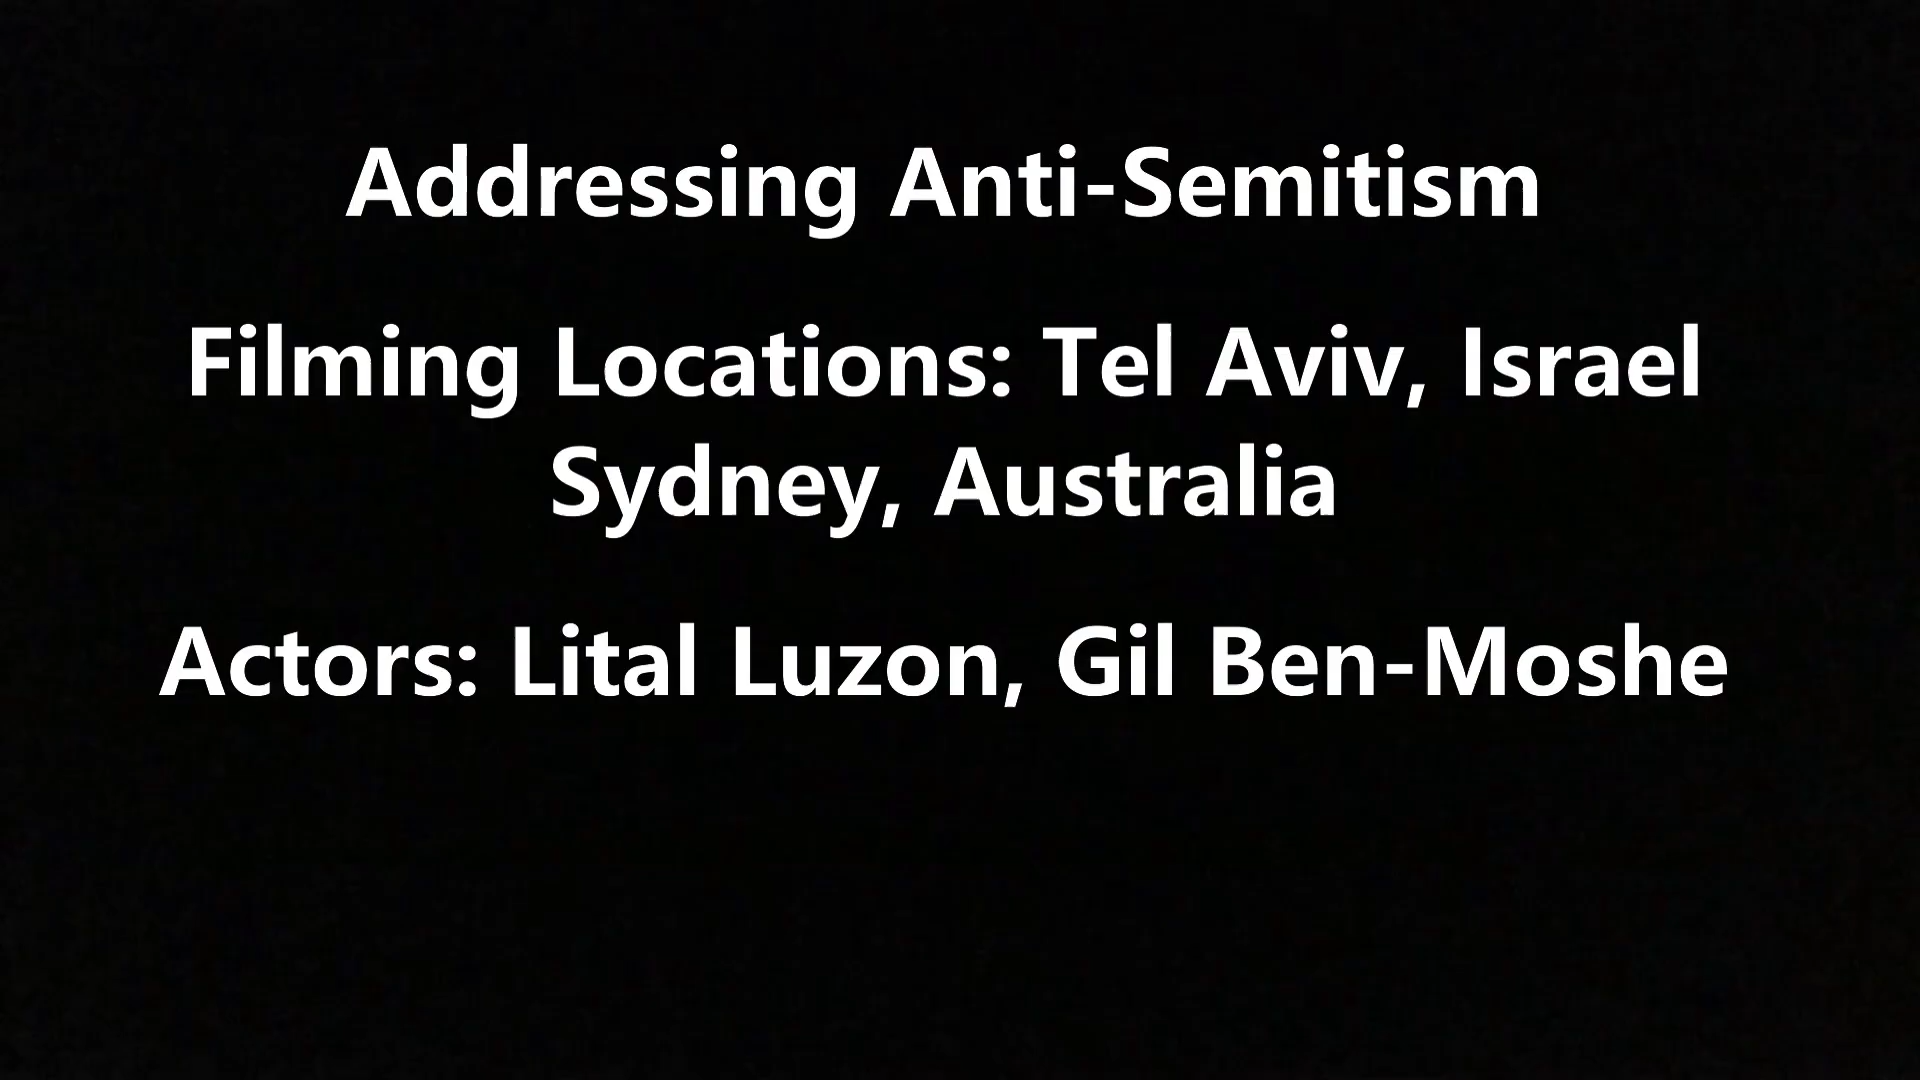 Addressing Anti-Semitism
Filming Locations: Tel Aviv, Israel
Sydney, Australia
Actors: Lital Luzon, Gil Ben-Moshe